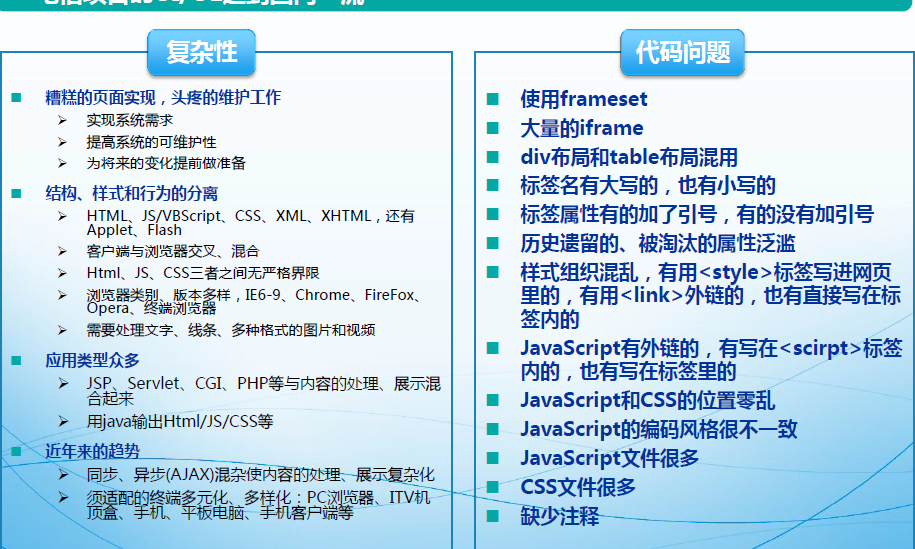 复杂性
糟糕的页面实现，头疼的维护工作
实现系统需求
提高系统的可维护性
为将来的变化提前做准备
结构、样式和行为的分离
HTML、JS/VBScript、CSS、XML、XHTML，还有
Applet、Flash
客户端与浏览器交叉、混合
Html、JS、CSS三者之间无严格界限
浏览器类别、版本多样，IE6-9、Chrome、FireFox、
Opera、终端浏览器
需要处理文字、线条、多种格式的图片和视频
应用类型众多
JSP、Servlet、CGI、PHP等与内容的处理、展示混
合起来
用java输出Html/JS/CSS等
近年来的趋势
同步、异步(AJAX)混杂使内容的处理、展示复杂化
须适配的终端多元化、多样化：PC浏览器、ITV机
顶盒、手机、平板电脑、手机客户端等
代码问题
使用frameset
大量的iframe
div布局和table布局混用
标签名有大写的，也有小写的
标签属性有的加了引号，有的没有加引号
历史遗留的、被淘汰的属性泛滥
样式组织混乱，有用<style>标签写进网页
里的，有用<link>外链的，也有直接写在标
签内的
JavaScript有外链的，有写在<scirpt>标签
内的，也有写在标签里的
JavaScript和CSS的位置零乱
JavaScript的编码风格很不一致
JavaScript文件很多
CSS文件很多
缺少注释